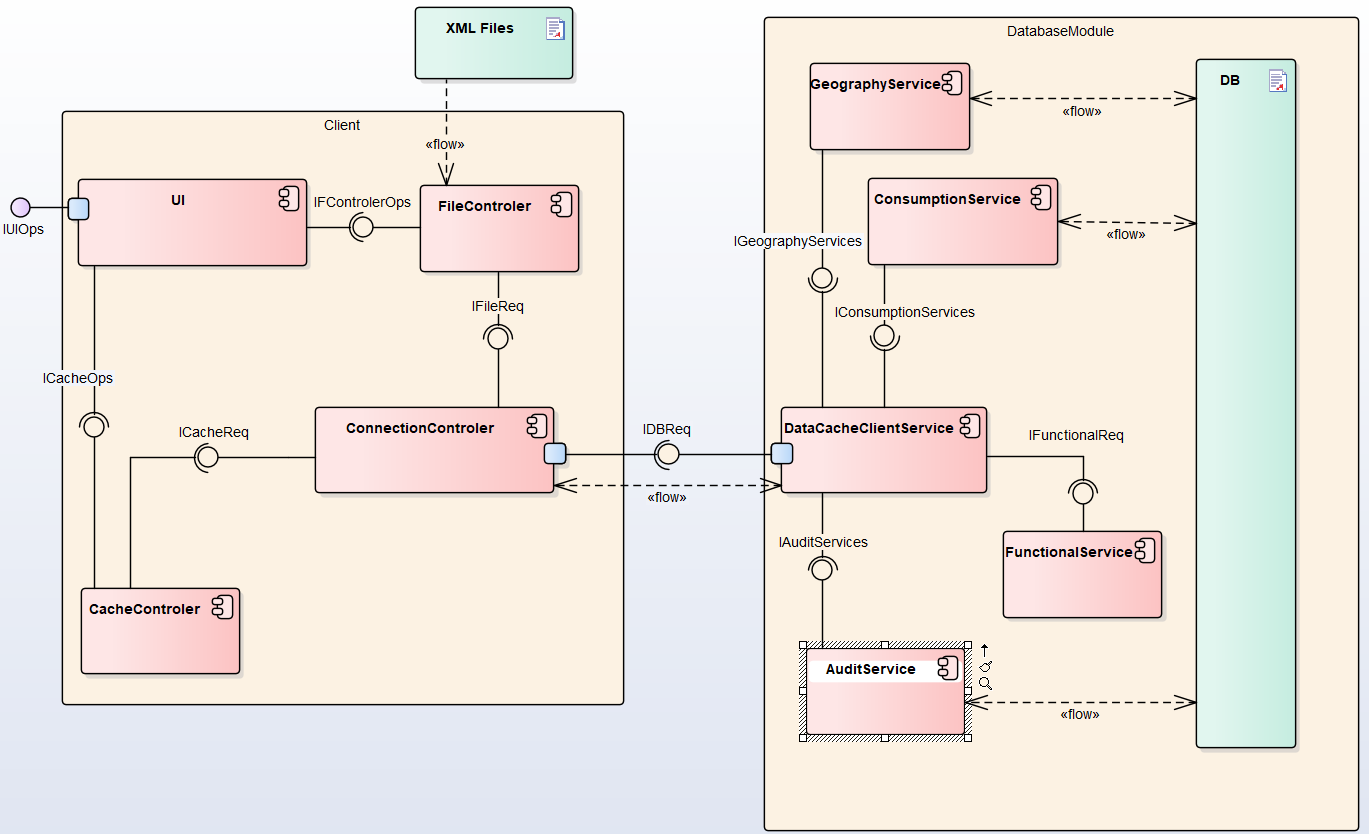 XML Files
«flow»
Client
UI
IUIOps
IFControlerOps
FileControler
IFileReq
ICacheOps
ICacheReq
ConnectionControler
CacheControler
IDBReq
«flow»
DatabaseModule
GeographyService
«flow»
DB
ConsumptionService
«flow»
IGeographyServices
IConsumptionServices
DataCacheClientService
IFunctionalReq
IAuditServices
FunctionalService
AuditService
«flow»